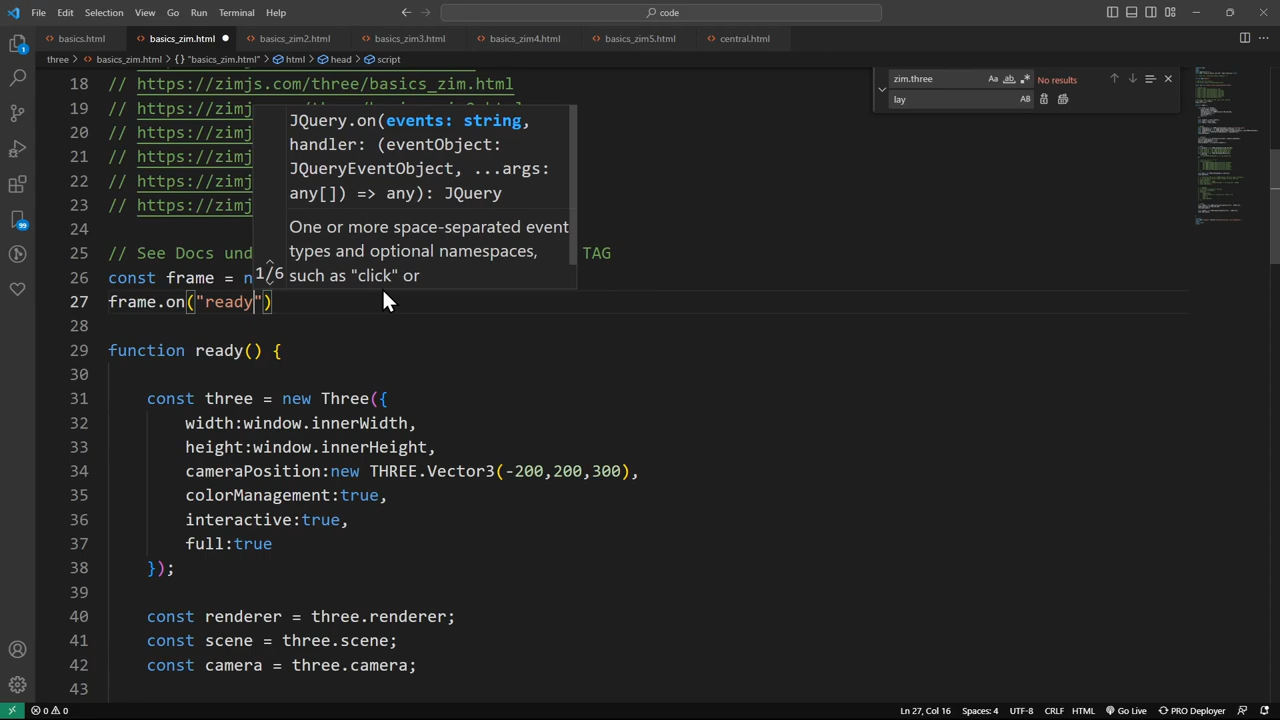 File Edit Selection View Go Run Terminal Help
code
basics.html basics_zim.html basics_zim2.html basics_zim3.html basics_zim4.html basics_zim5.html central.html
three > basics_zim.html > {} "basics_zim.html" > html > head > script
zim.three Aa ab .* No results
lay AB
18 // https://zimjs.com/three/basics_zim.html
19 // https://zimj
20 // https://zimj
21 // https://zimj
22 // https://zimj
23 // https://zimj
24
25 // See Docs und TAG
26 const frame = n
27 frame.on("ready")
28
29 function ready() {
30
31 const three = new Three({
32 width:window.innerWidth,
33 height:window.innerHeight,
34 cameraPosition:new THREE.Vector3(-200,200,300),
35 colorManagement:true,
36 interactive:true,
37 full:true
38 });
39
40 const renderer = three.renderer;
41 const scene = three.scene;
42 const camera = three.camera;
43
JQuery.on(events: string,
handler: (eventObject:
JQueryEventObject, ...args:
any[]) => any): JQuery
One or more space-separated event
types and optional namespaces,
1/6 such as "click" or
1
99
0 0 Ln 27, Col 16 Spaces: 4 UTF-8 CRLF HTML Go Live PRO Deployer